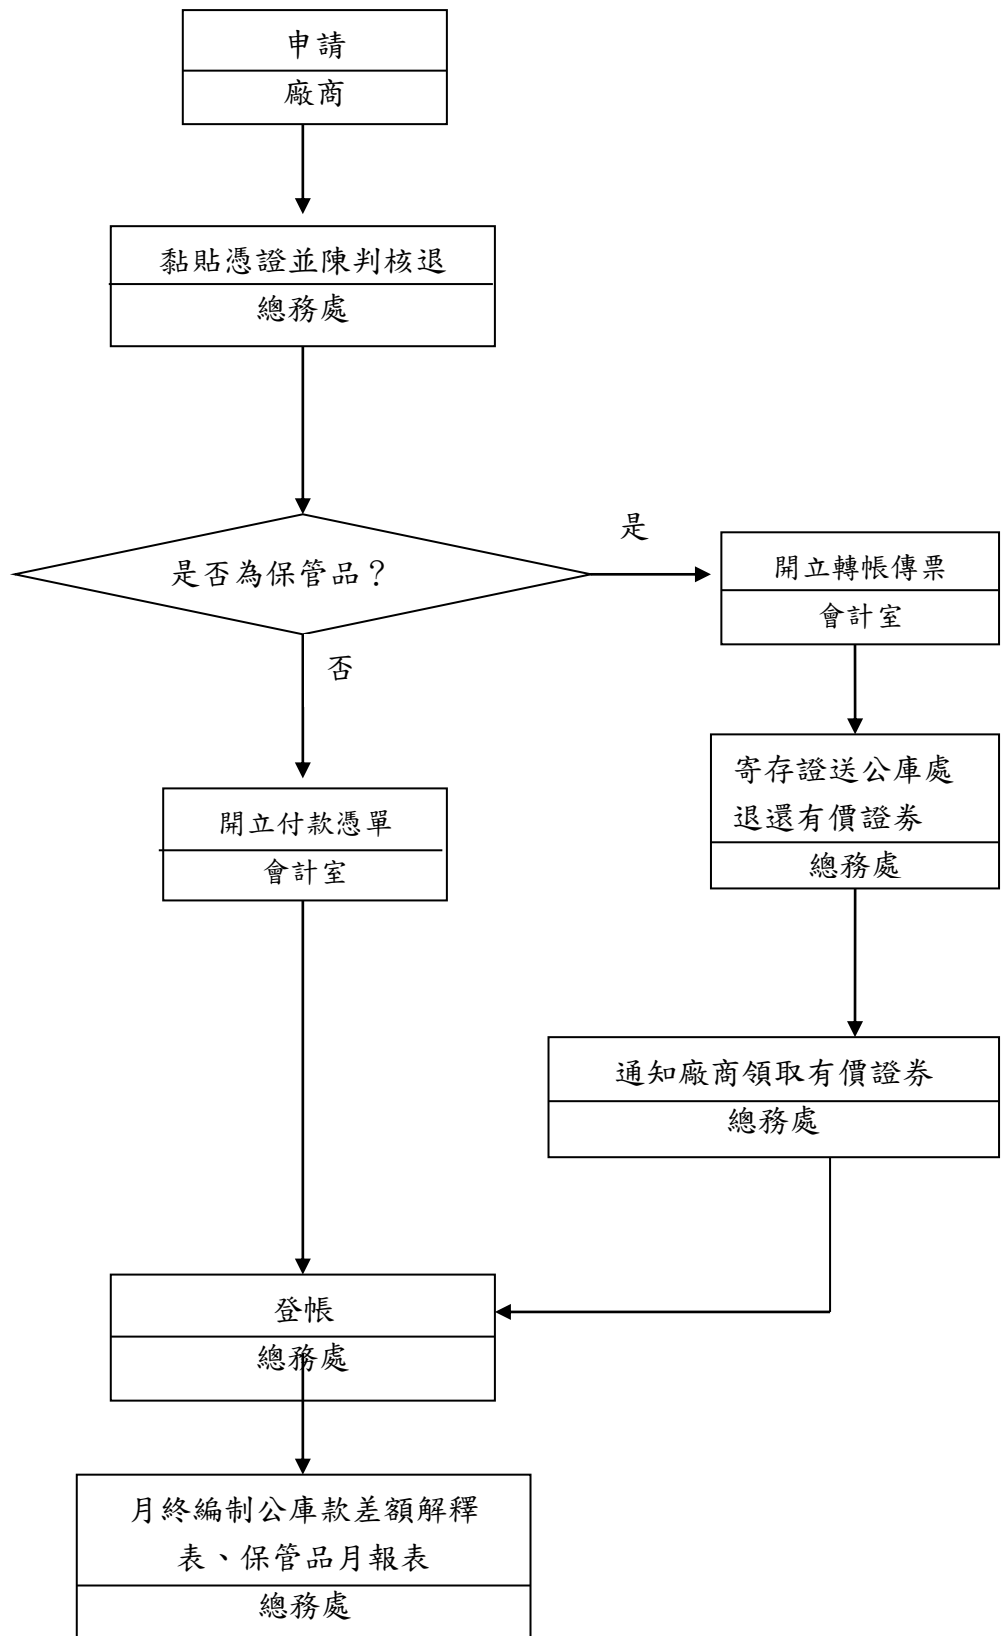 申請
廠商
黏貼憑證並陳判核退
總務處
是否為保管品？
是
開立轉帳傳票
會計室
否
寄存證送公庫處
退還有價證券
總務處
開立付款憑單
會計室
通知廠商領取有價證券
總務處
登帳
總務處
月終編制公庫款差額解釋
表、保管品月報表
總務處